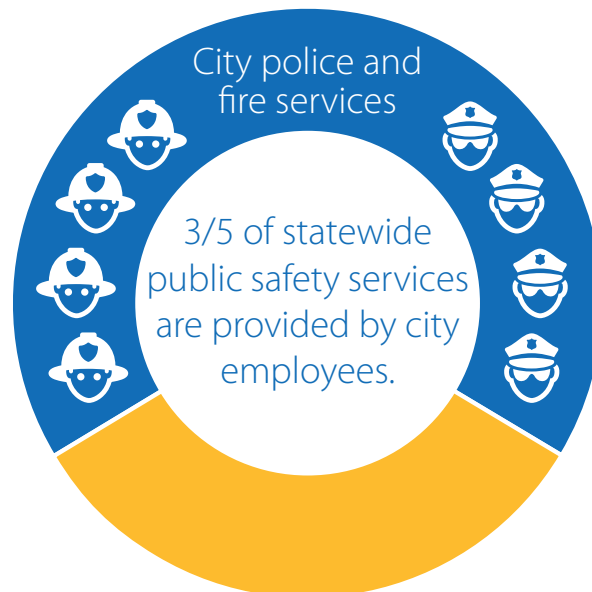 City police and
fire services
3/5 of statewide
public safety services
are provided by city
employees.